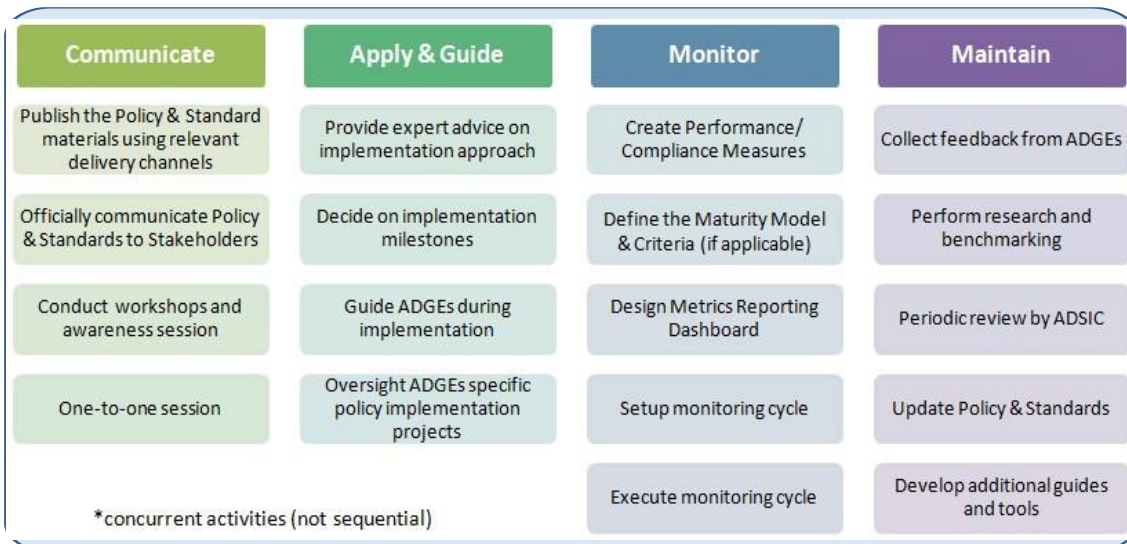 Communicate
Publish the Policy & Standard
materials using relevant
delivery channels
Officially communicate Policy
& Standards to Stakeholders
Conduct workshops and
awareness session
One-to-one session
Apply & Guide
Provide expert advice on
implementation approach
Decide on implementation
milestones
Guide ADGEs during
implementation
Oversight ADGEs specific
policy implementation
projects
Monitor
Create Performance/
Compliance Measures
Define the Maturity Model
& Criteria (if applicable)
Design Metrics Reporting
Dashboard
Setup monitoring cycle
Execute monitoring cycle
Maintain
Collect feedback from ADGEs
Perform research and
benchmarking
Periodic review by ADSIC
Update Policy & Standards
Develop additional guides
and tools
*concurrent activities (not sequential)